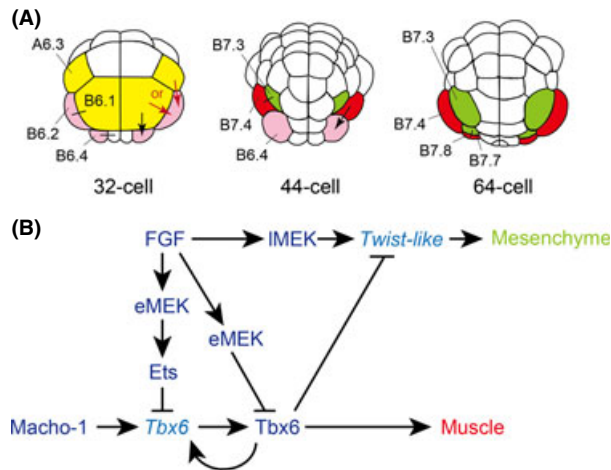 (A)
A6.3
B6.1
B6.2
B6.4
or
32-cell
B7.3
B7.4
B6.4
44-cell
B7.3
B7.4
B7.8
B7.7
64-cell
(B)
FGF
lMEK
Twist-like
Mesenchyme
eMEK
eMEK
Ets
Macho-1
Tbx6
Tbx6
Muscle